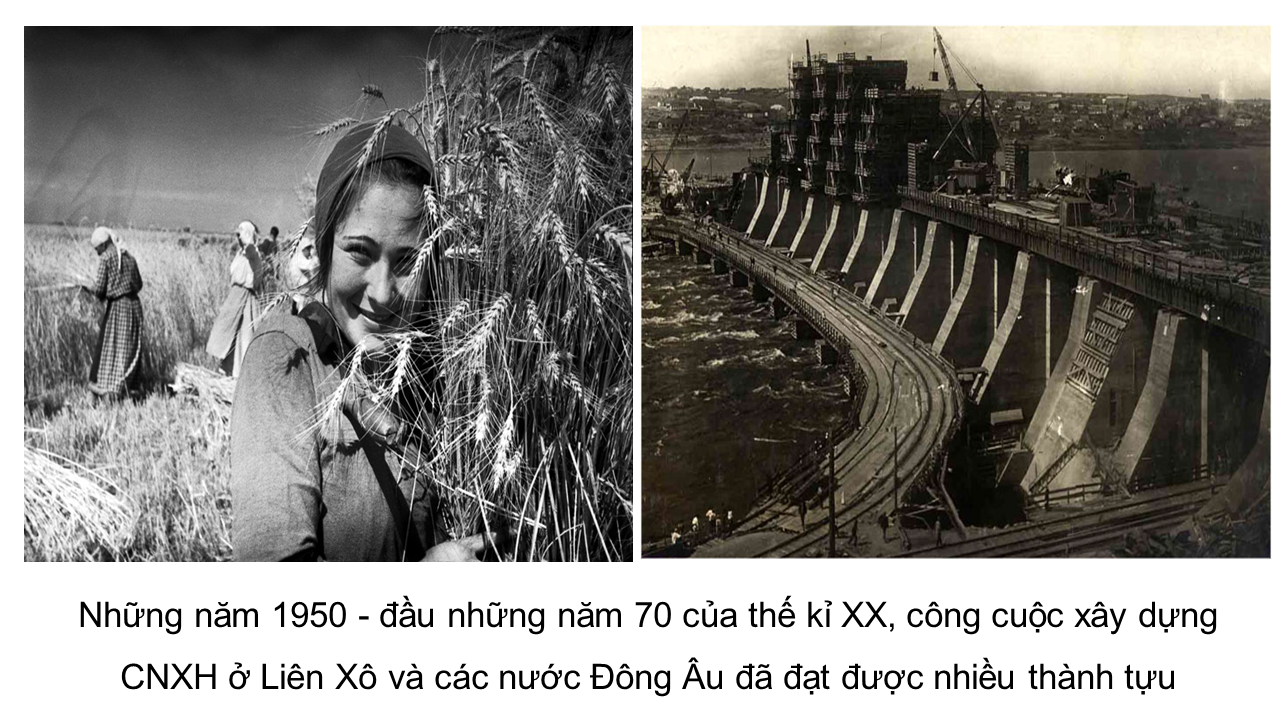 Những năm 1950 - đầu những năm 70 của thế kỉ XX, công cuộc xây dựng
CNXH ở Liên Xô và các nước Đông Âu đã đạt được nhiều thành tựu